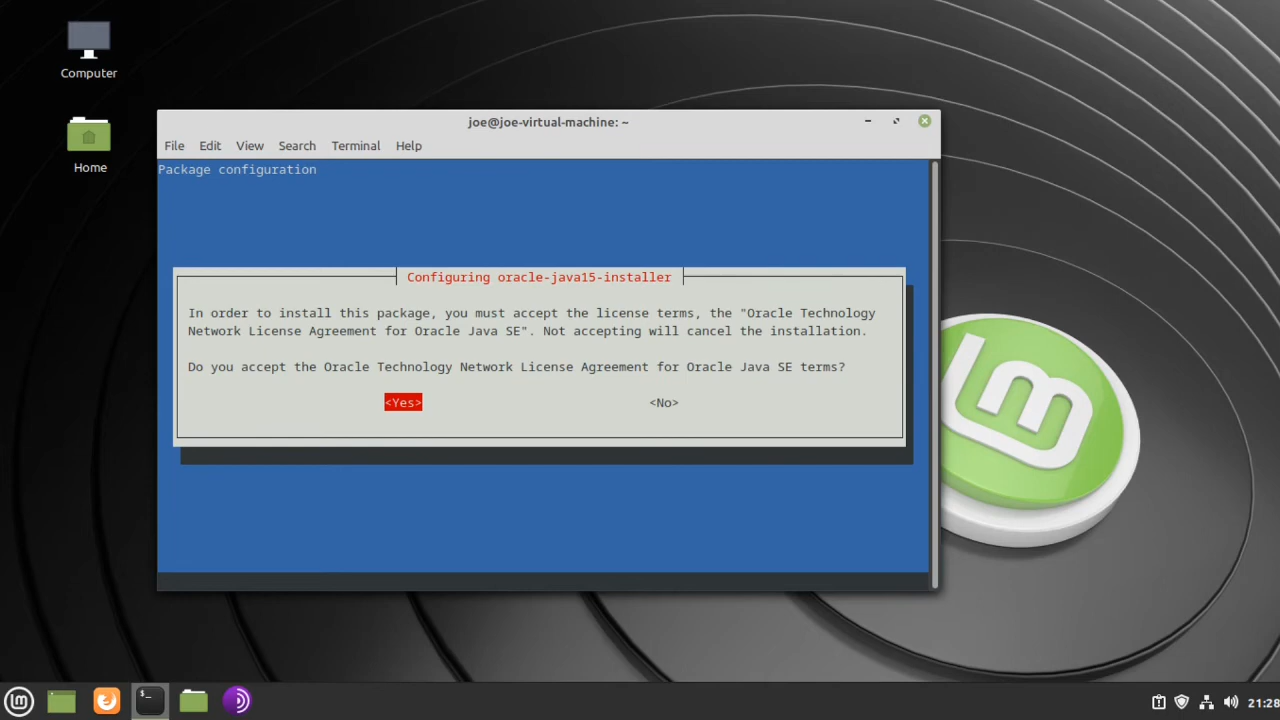 Computer
Home
joe@joe-virtual-machine: ~
File Edit View Search Terminal Help
Package configuration
Configuring oracle-java15-installer
In order to install this package, you must accept the license terms, the "Oracle Technology
Network License Agreement for Oracle Java SE". Not accepting will cancel the installation.
Do you accept the Oracle Technology Network License Agreement for Oracle Java SE terms?
<Yes> <No>
$_
21:28